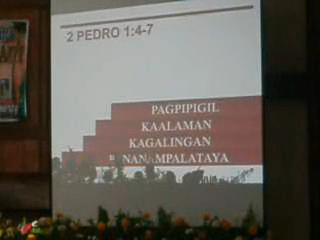 2 PEDRO 1:4-7
PAGPIPIGIL
KAALAMAN
KAGALINGAN
PANANAMPALATAYA